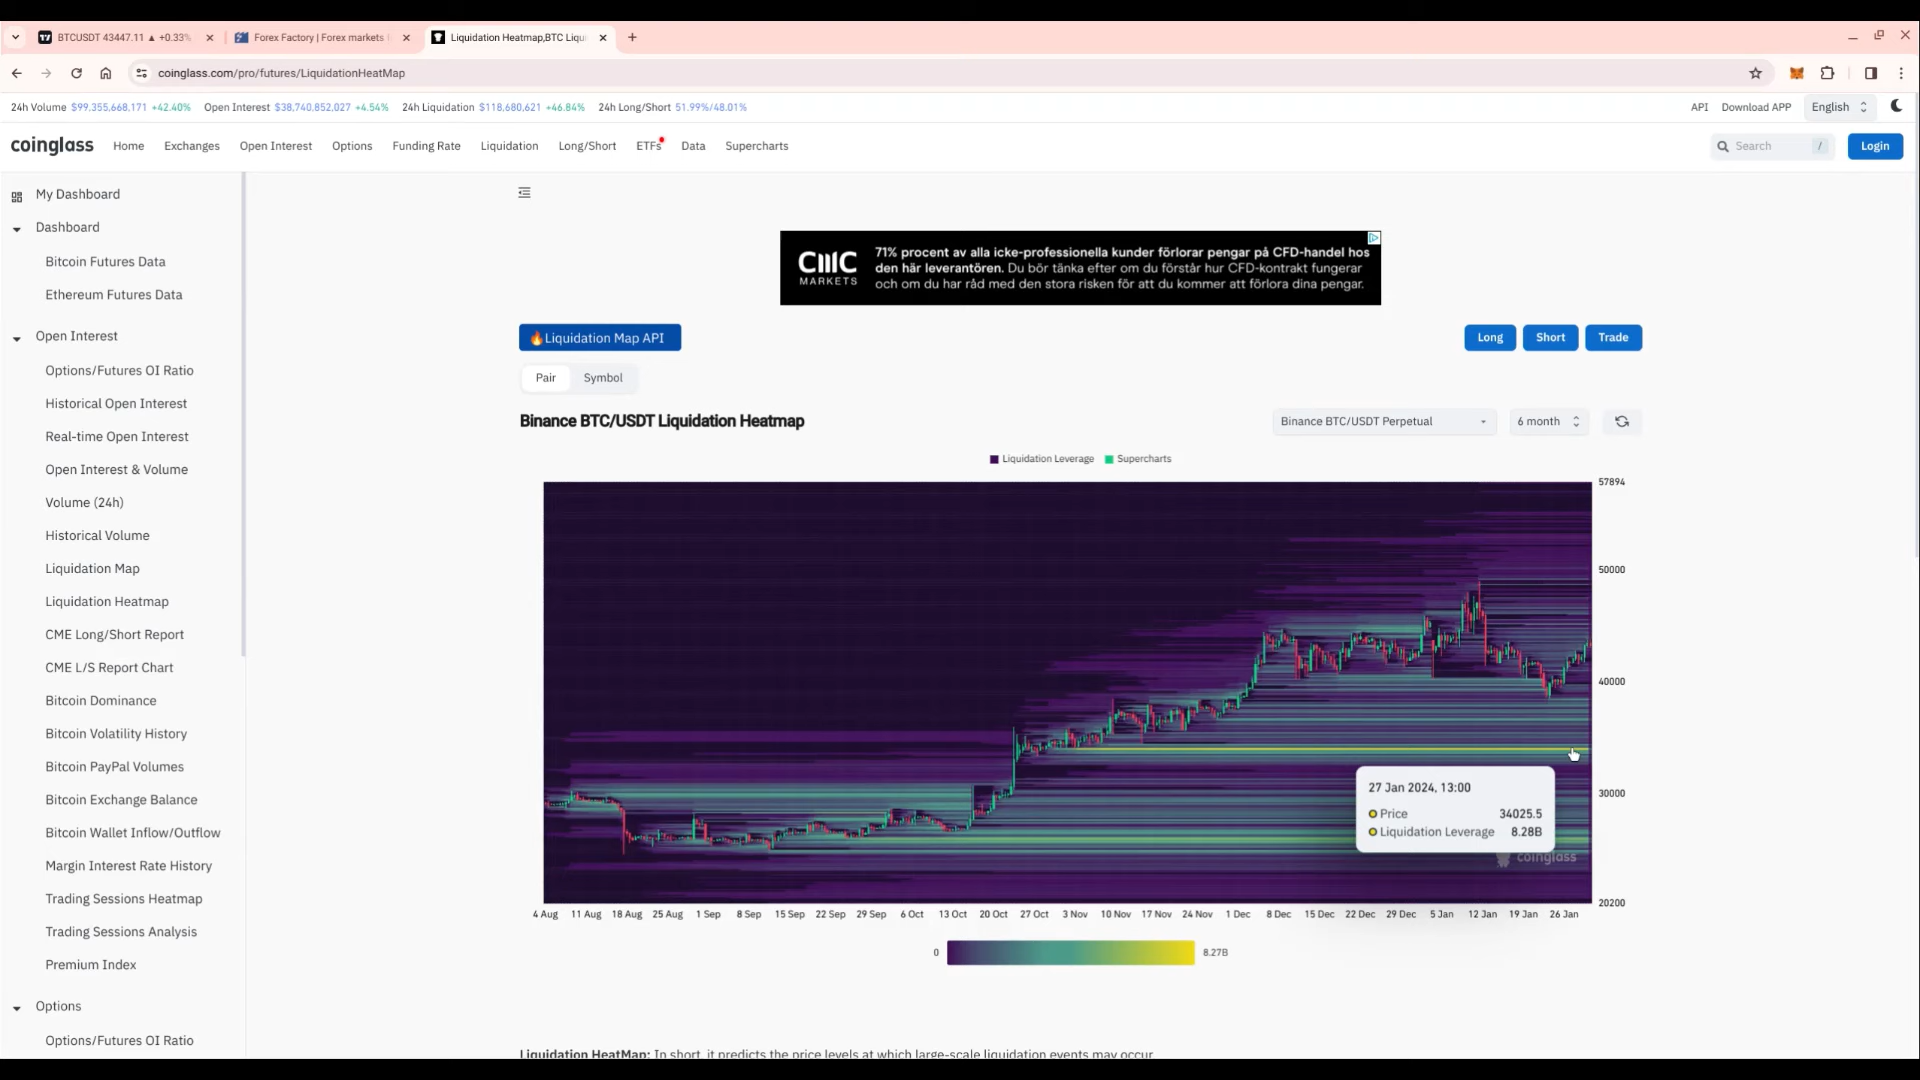 BTCUSDT 43447.11 ▲ +0.33%
Forex Factory | Forex markets
Liquidation Heatmap,BTC Liqu
coinglass.com/pro/futures/LiquidationHeatMap
24h Volume $99.355,668,171 +42.40% Open Interest $38,740,852,027 +4.54% 24h Liquidation $118,680,621 +46.84% 24h Long/Short 51.99%/48.01%
API Download APP English
coinglass Home Exchanges Open Interest Options Funding Rate Liquidation Long/Short ETFs Data Supercharts
Search / Login
My Dashboard
Dashboard
Bitcoin Futures Data
Ethereum Futures Data
Open Interest
Options/Futures OI Ratio
Historical Open Interest
Real-time Open Interest
Open Interest & Volume
Volume (24h)
Historical Volume
Liquidation Map
Liquidation Heatmap
CME Long/Short Report
CME L/S Report Chart
Bitcoin Dominance
Bitcoin Volatility History
Bitcoin PayPal Volumes
Bitcoin Exchange Balance
Bitcoin Wallet Inflow/Outflow
Margin Interest Rate History
Trading Sessions Heatmap
Trading Sessions Analysis
Premium Index
Options
Options/Futures OI Ratio
CMC MARKETS
71% procent av alla icke-professionella kunder förlorar pengar på CFD-handel hos
den här leverantören. Du bör tänka efter om du förstår hur CFD-kontrakt fungerar
och om du har råd med den stora risken för att du kommer att förlora dina pengar.
🔥Liquidation Map API
Long Short Trade
Pair Symbol
Binance BTC/USDT Liquidation Heatmap
Binance BTC/USDT Perpetual 6 month
Liquidation Leverage Supercharts
57894
50000
40000
30000
20200
27 Jan 2024, 13:00
Price 34025.5
Liquidation Leverage 8.28B
coinglass
4 Aug 11 Aug 18 Aug 25 Aug 1 Sep 8 Sep 15 Sep 22 Sep 29 Sep 6 Oct 13 Oct 20 Oct 27 Oct 3 Nov 10 Nov 17 Nov 24 Nov 1 Dec 8 Dec 15 Dec 22 Dec 29 Dec 5 Jan 12 Jan 19 Jan 26 Jan
0 8.27B
Liquidation HeatMap: In short, it predicts the price levels at which large-scale liquidation events may occur.